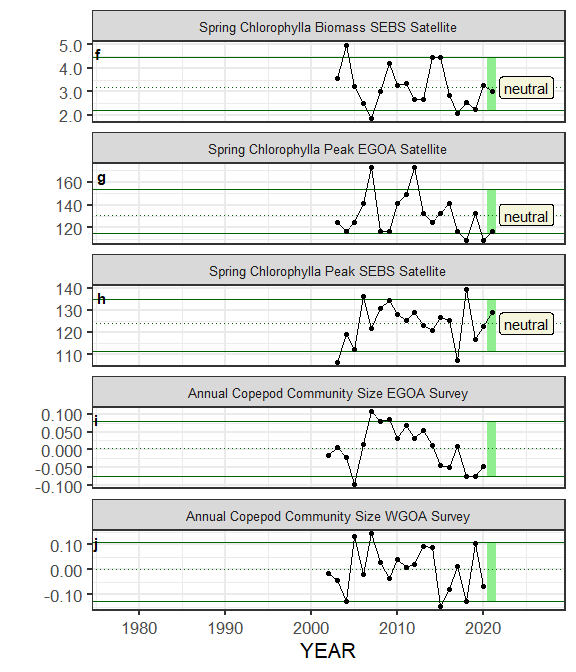 Spring Chlorophylla Biomass SEBS Satellite
5.0
f
4.0
3.0
neutral
2.0
Spring Chlorophylla Peak EGOA Satellite
g
160
140
neutral
120
Spring Chlorophylla Peak SEBS Satellite
140
h
130
120
neutral
110
Annual Copepod Community Size EGOA Survey
0.100
i
0.050
0.000
-0.050
-0.100
Annual Copepod Community Size WGOA Survey
j
0.10
0.00
-0.10
1980 1990 2000 2010 2020
YEAR